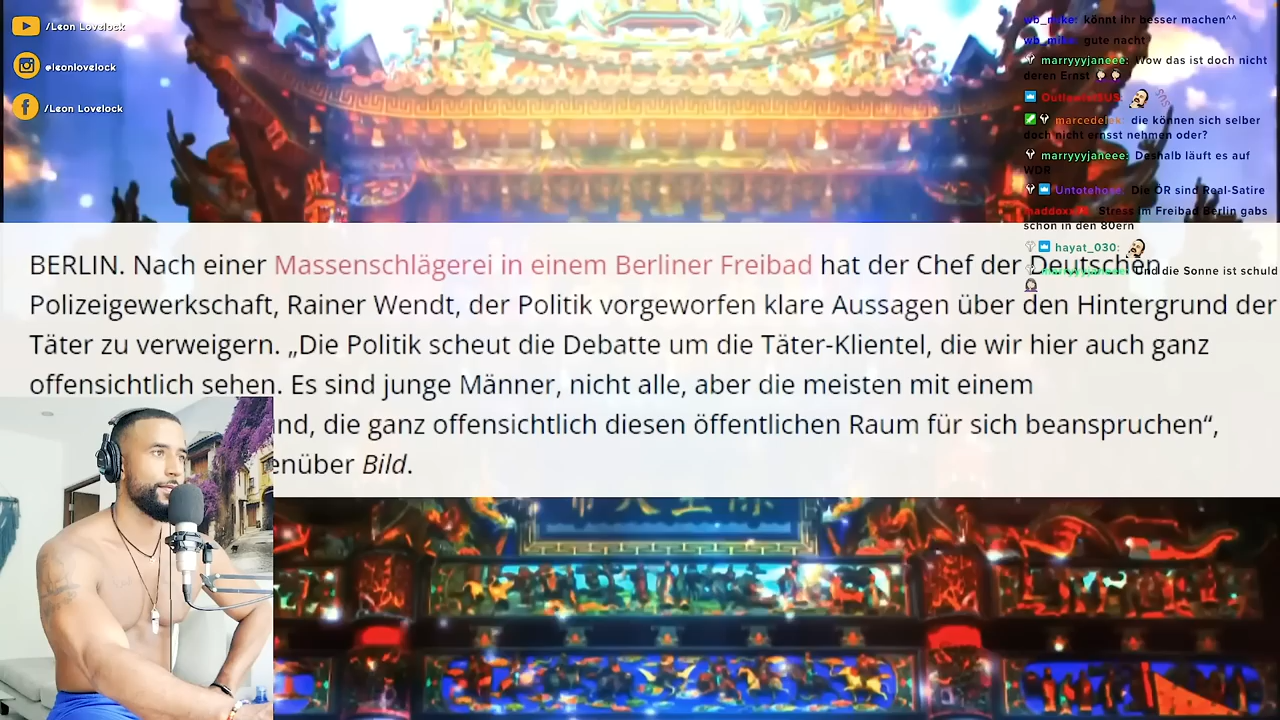 /Leon Lovelock
@leonlovelock
/Leon Lovelock
wb_mike: könnt ihr besser machen^^
wb_mike: gute nacht
marryyyjaneee: Wow das ist doch nicht
deren Ernst
SUS
marcedelek: die können sich selber
doch nicht ernsst nehmen oder?
marryyyjaneee: Deshalb läuft es auf
WDR
Die ÖR sind Real-Satire
Stress im Freibad Berlin gabs
schon in den 80ern
hayat_030:
marryyyjaneee: Und die Sonne ist schuld
BERLIN. Nach einer Massenschlägerei in einem Berliner Freibad hat der Chef der Deutschen
Polizeigewerkschaft, Rainer Wendt, der Politik vorgeworfen klare Aussagen über den Hintergrund der
Täter zu verweigern. „Die Politik scheut die Debatte um die Täter-Klientel, die wir hier auch ganz
offensichtlich sehen. Es sind junge Männer, nicht alle, aber die meisten mit einem
nd, die ganz offensichtlich diesen öffentlichen Raum für sich beanspruchen“,
enüber Bild.